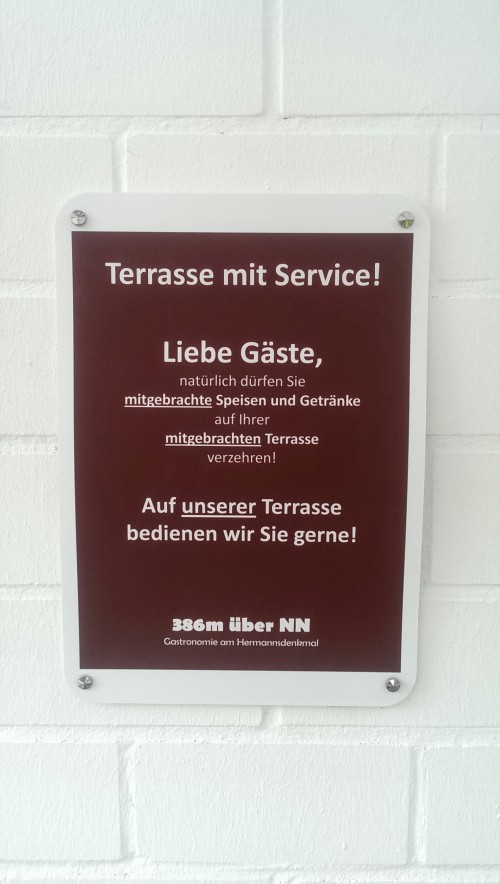 Terrasse mit Service!
Liebe Gäste,
natürlich dürfen Sie
mitgebrachte Speisen und Getränke
auf Ihrer
mitgebrachten Terrasse
verzehren!
Auf unserer Terrasse
bedienen wir Sie gerne!
386m über NN
Gastronomie am Hermannsdenkmal